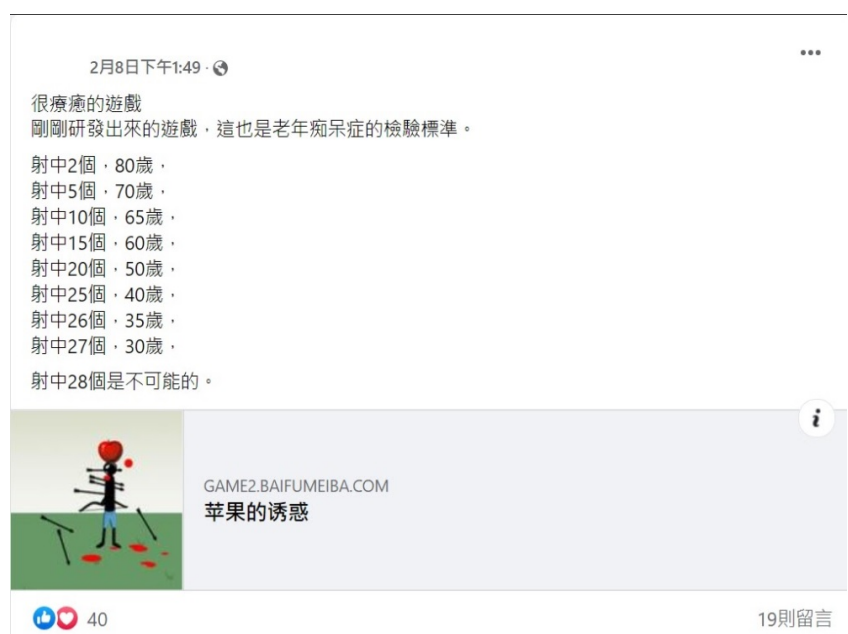 2月8日下午1:49 ·
很療癒的遊戲
剛剛研發出來的遊戲，這也是老年痴呆症的檢驗標準。
射中2個，80歲，
射中5個，70歲，
射中10個，65歲，
射中15個，60歲，
射中20個，50歲，
射中25個，40歲，
射中26個，35歲，
射中27個，30歲，
射中28個是不可能的。
GAME2.BAIFUMEIBA.COM
苹果的诱惑
40
19則留言